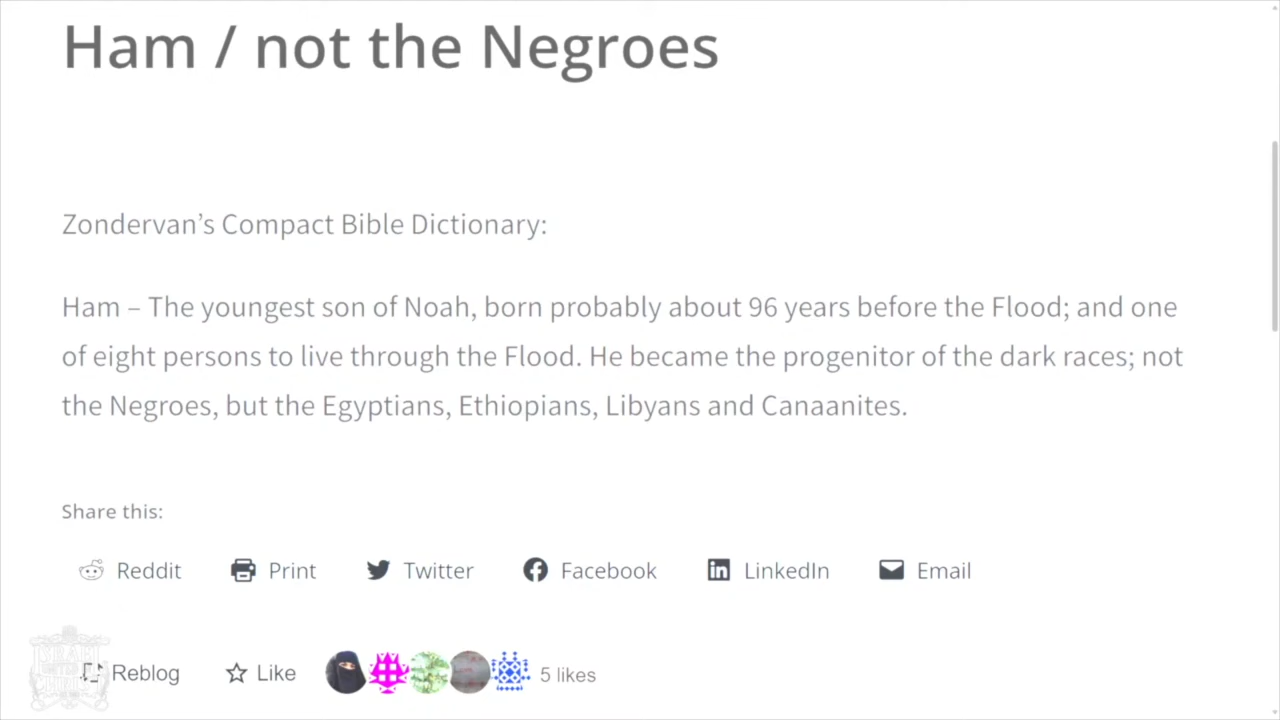 Ham / not the Negroes
Zondervan’s Compact Bible Dictionary:
Ham – The youngest son of Noah, born probably about 96 years before the Flood; and one
of eight persons to live through the Flood. He became the progenitor of the dark races; not
the Negroes, but the Egyptians, Ethiopians, Libyans and Canaanites.
Share this:
Reddit Print Twitter Facebook LinkedIn Email
Reblog Like 5 likes